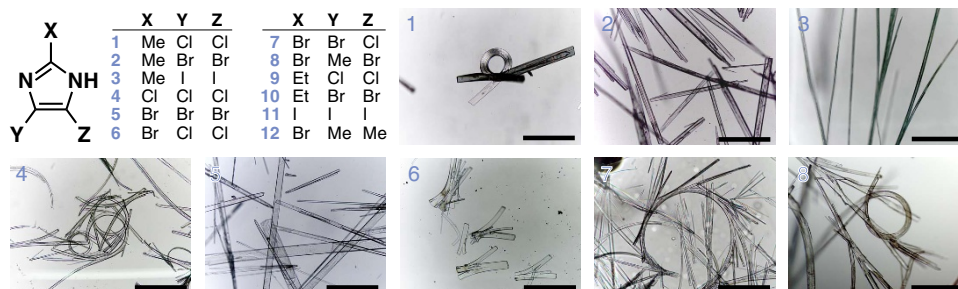 X Y Z
1 Me Cl Cl
2 Me Br Br
3 Me I I
4 Cl Cl Cl
5 Br Br Br
6 Br Cl Cl
X Y Z
7 Br Br Cl
8 Br Me Br
9 Et Cl Cl
10 Et Br Br
11 I I I
12 Br Me Me
X
N
NH
Y
Z
1
2
3
4
5
6
7
8